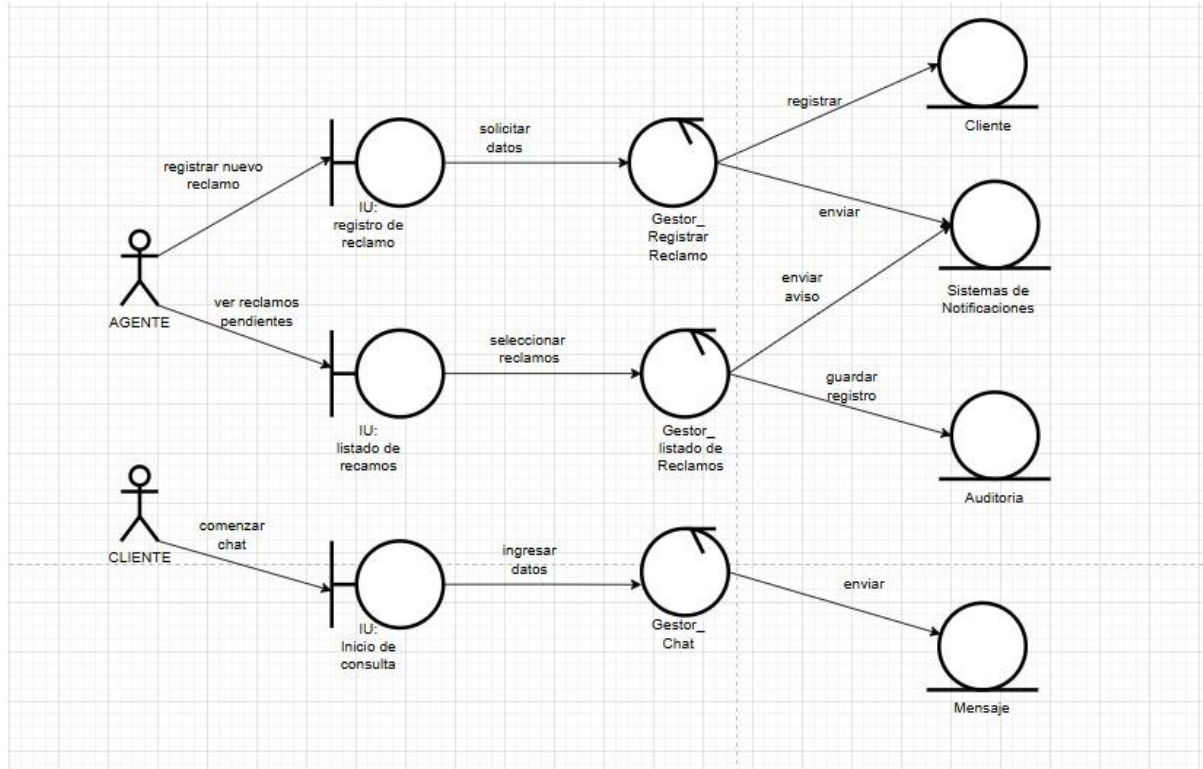 registrar
Cliente
solicitar
datos
registrar nuevo
reclamo
IU:
registro de
reclamo
Gestor_
Registrar
Reclamo
enviar
AGENTE
ver reclamos
pendientes
enviar
aviso
Sistemas de
Notificaciones
seleccionar
reclamos
guardar
registro
IU:
listado de
recamos
Gestor_
listado de
Reclamos
Auditoria
CLIENTE
comenzar
chat
ingresar
datos
enviar
IU:
Inicio de
consulta
Gestor_
Chat
Mensaje